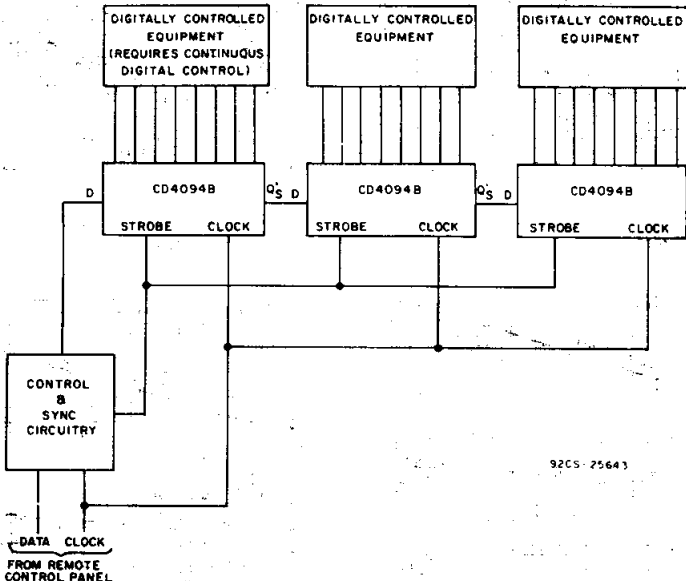 DIGITALLY CONTROLLED
EQUIPMENT
(REQUIRES CONTINUOUS
DIGITAL CONTROL)
DIGITALLY CONTROLLED
EQUIPMENT
DIGITALLY CONTROLLED
EQUIPMENT
D
CD4094B
STROBE CLOCK
Q'S D
CD4094B
CLOCK
Q'S D
CD4094B
STROBE CLOCK
CONTROL
&
SYNC
CIRCUITRY
92CS-25643
DATA CLOCK
FROM REMOTE
CONTROL PANEL